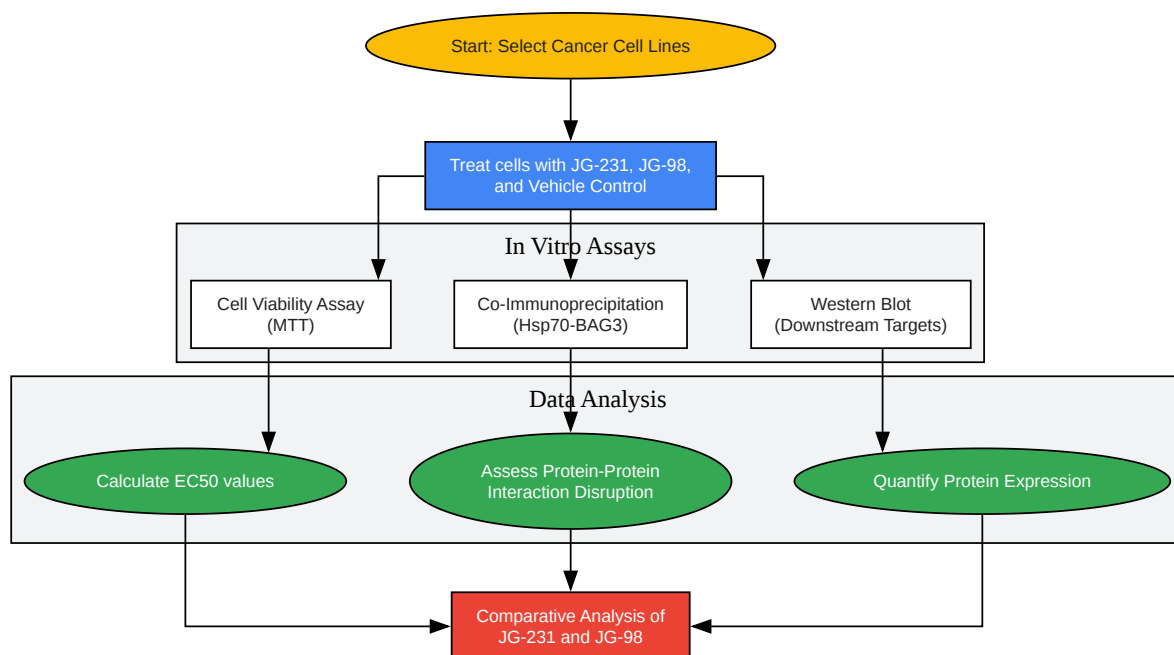 Start: Select Cancer Cell Lines
Treat cells with JG-231, JG-98,
and Vehicle Control
In Vitro Assays
Cell Viability Assay
(MTT)
Co-Immunoprecipitation
(Hsp70-BAG3)
Western Blot
(Downstream Targets)
Data Analysis
Calculate EC50 values
Assess Protein-Protein
Interaction Disruption
Quantify Protein Expression
Comparative Analysis of
JG-231 and JG-98